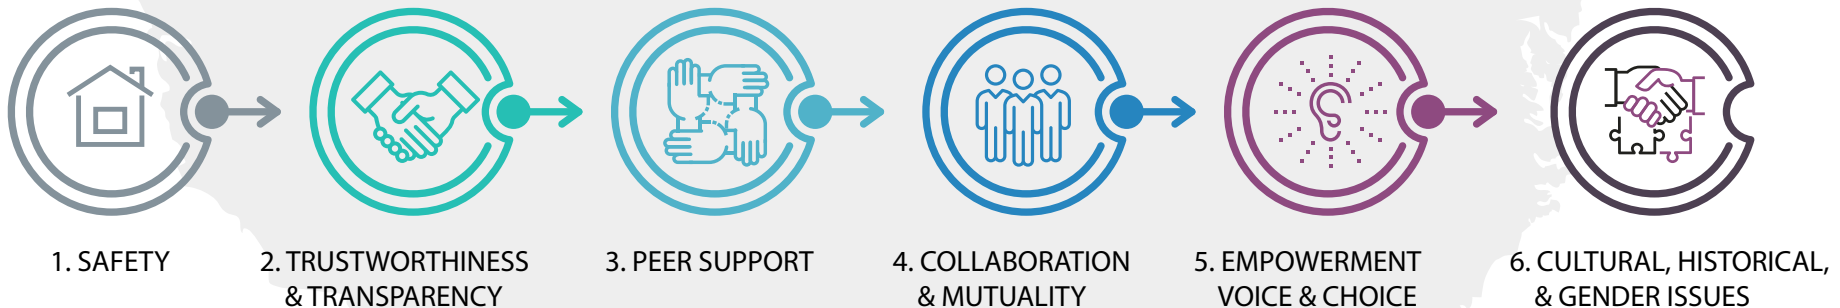 1. SAFETY
2. TRUSTWORTHINESS
& TRANSPARENCY
3. PEER SUPPORT
4. COLLABORATION
& MUTUALITY
5. EMPOWERMENT
VOICE & CHOICE
6. CULTURAL, HISTORICAL,
& GENDER ISSUES